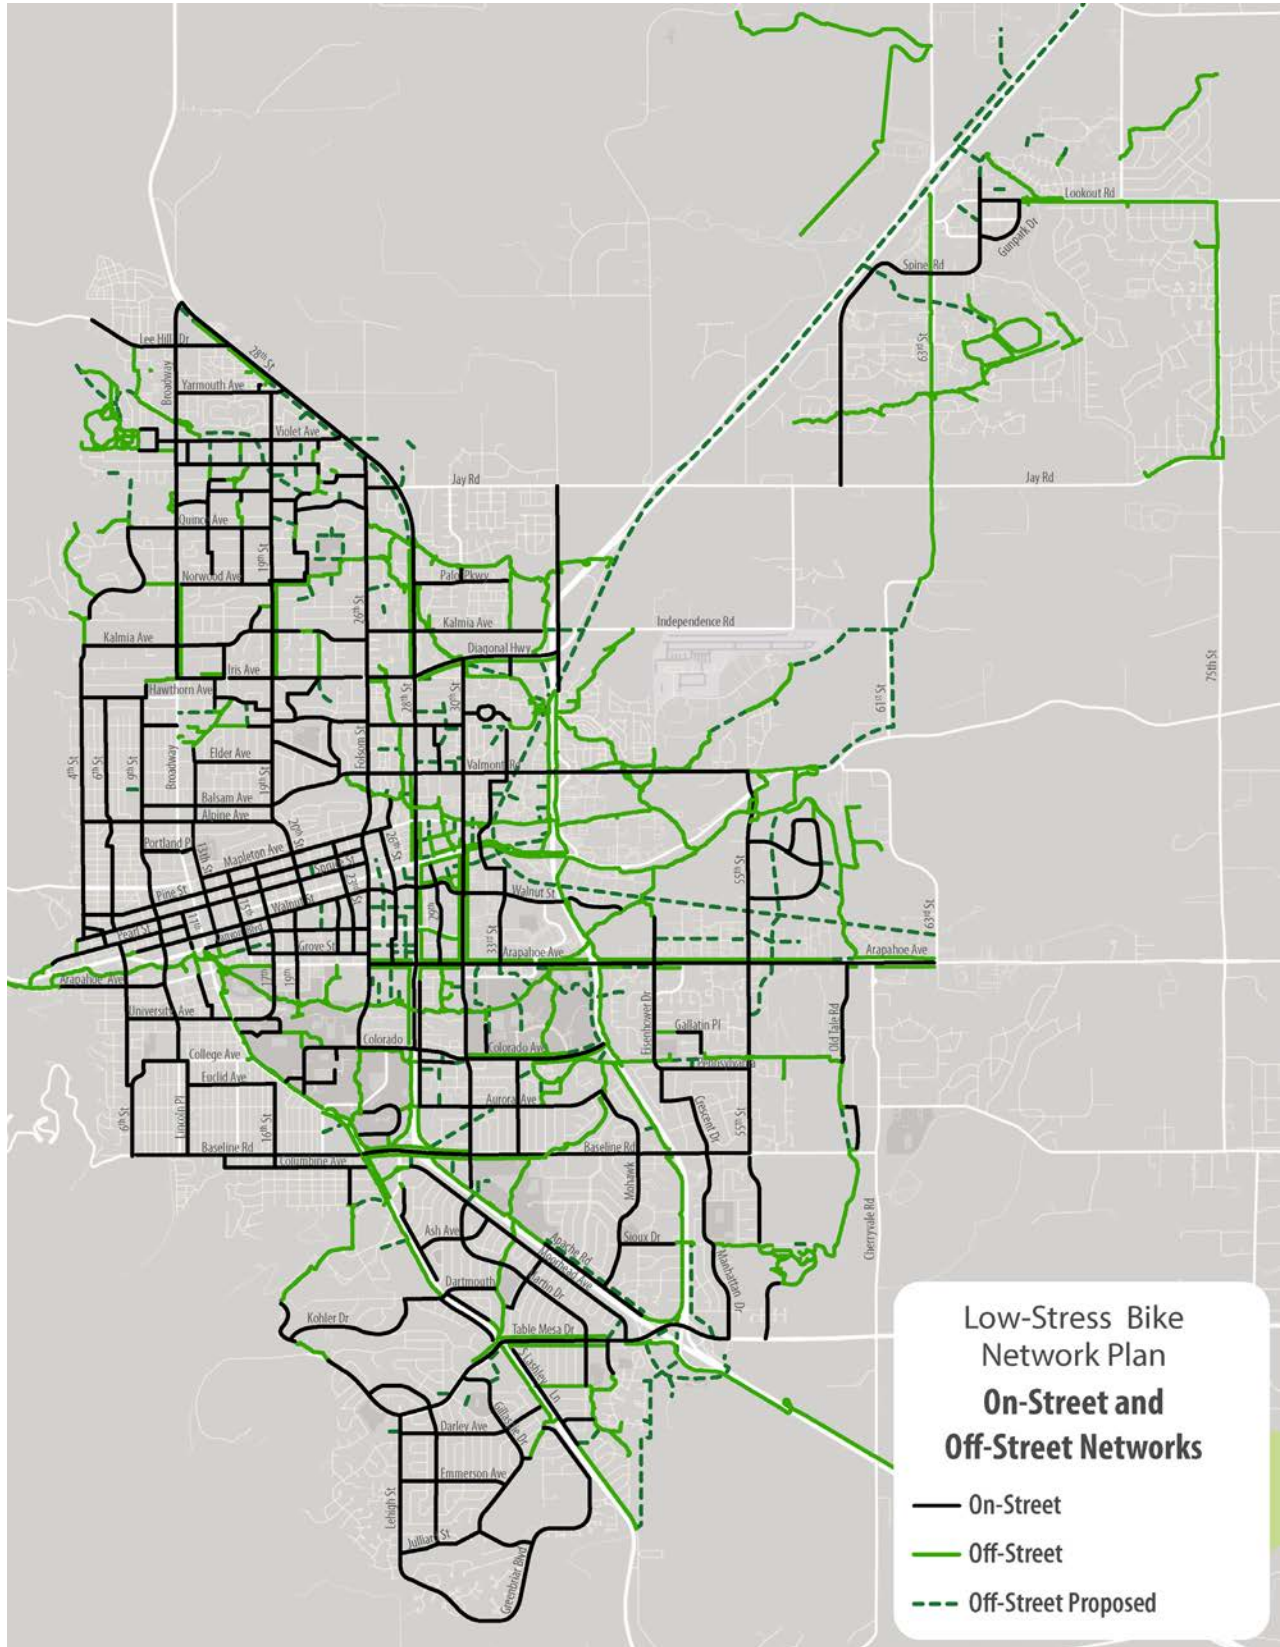 Lookout Rd
Gunpark Dr
Spine Rd
63rd St
Lee Hill Dr
28th St
Broadway
Yarmouth Ave
Violet Ave
Jay Rd
Jay Rd
Quince Ave
19th St
Norwood Ave
Palo Pkwy
26th St
Independence Rd
Kalmia Ave
Kalmia Ave
Diagonal Hwy
75th St
Iris Ave
Hawthorn Ave
28th St
30th St
61st St
Folsom St
4th St
6th St
9th St
Broadway
Elder Ave
19th St
Valmont Rd
Balsam Ave
Alpine Ave
20th St
Portland Pl
13th St
Mapleton Ave
26th St
Spruce St
23rd St
55th St
Pine St
15th
Walnut St
Walnut St
29th
63rd St
Pearl St
11th
Canyon Blvd
Grove St
33rd St
Arapahoe Ave
Arapahoe Ave
Arapahoe Ave
17th
19th
University Ave
Eisenhower Dr
Gallatin Pl
Old Tale Rd
Colorado
Colorado Ave
College Ave
Pennsylvania
Euclid Ave
6th St
Lincoln Pl
16th St
Aurora Ave
Crescent Dr
55th St
Baseline Rd
Baseline Rd
Columbine Ave
Mohawk
Cherryvale Rd
Ash Ave
Apache Rd
Moorhead Ave
Sioux Dr
Manhattan Dr
Dartmouth
Martin Dr
Kohler Dr
Table Mesa Dr
S Lashley Ln
Gillaspie Dr
Darley Ave
Emmerson Ave
Lehigh St
Julliard St
Greenbriar Blvd
Low-Stress Bike
Network Plan
On-Street and
Off-Street Networks
On-Street
Off-Street
Off-Street Proposed